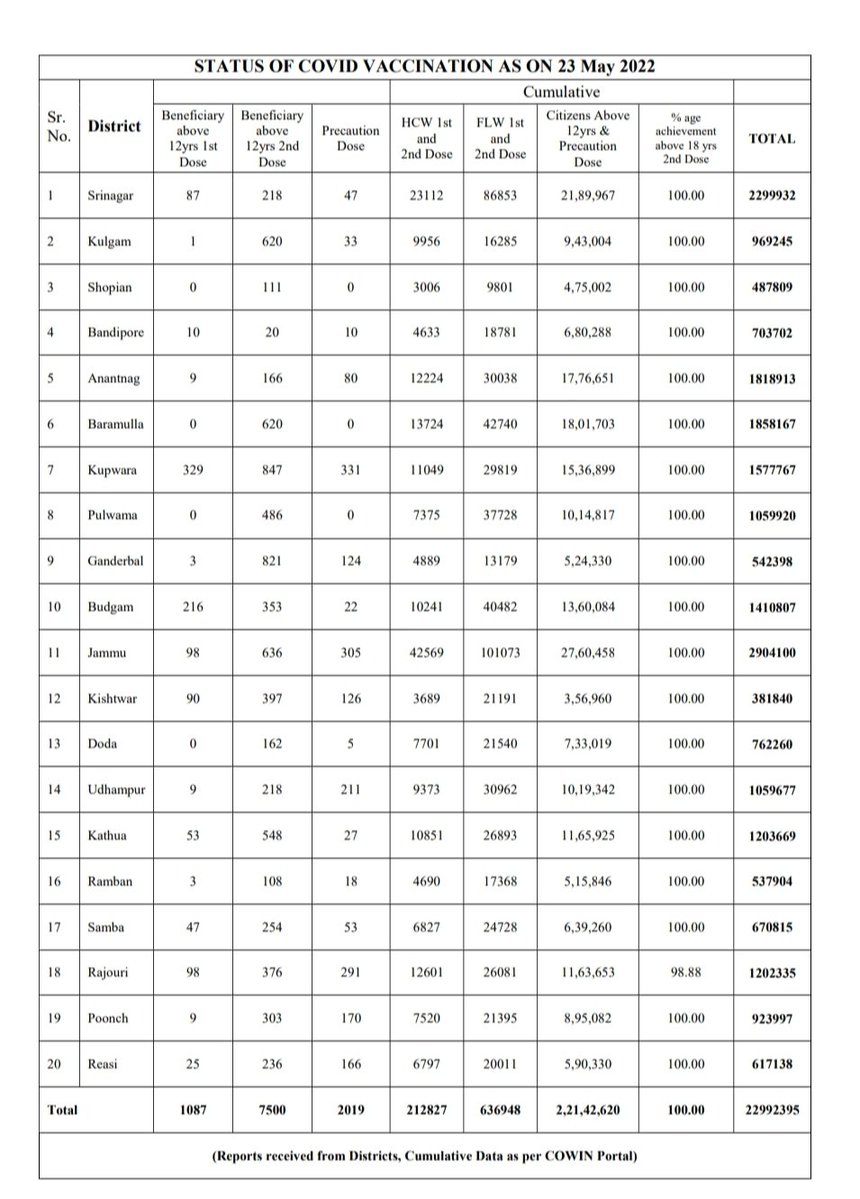 STATUS OF COVID VACCINATION AS ON 23 May 2022
Cumulative
Sr. No. District Beneficiary above 12yrs 1st Dose Beneficiary above 12yrs 2nd Dose Precaution Dose HCW 1st and 2nd Dose FLW 1st and 2nd Dose Citizens Above 12yrs & Precaution Dose % age achievement above 18 yrs 2nd Dose TOTAL
1 Srinagar 87 218 47 23112 86853 21,89,967 100.00 2299932
2 Kulgam 1 620 33 9956 16285 9,43,004 100.00 969245
3 Shopian 0 111 0 3006 9801 4,75,002 100.00 487809
4 Bandipore 10 20 10 4633 18781 6,80,288 100.00 703702
5 Anantnag 9 166 80 12224 30038 17,76,651 100.00 1818913
6 Baramulla 0 620 0 13724 42740 18,01,703 100.00 1858167
7 Kupwara 329 847 331 11049 29819 15,36,899 100.00 1577767
8 Pulwama 0 486 0 7375 37728 10,14,817 100.00 1059920
9 Ganderbal 3 821 124 4889 13179 5,24,330 100.00 542398
10 Budgam 216 353 22 10241 40482 13,60,084 100.00 1410807
11 Jammu 98 636 305 42569 101073 27,60,458 100.00 2904100
12 Kishtwar 90 397 126 3689 21191 3,56,960 100.00 381840
13 Doda 0 162 5 7701 21540 7,33,019 100.00 762260
14 Udhampur 9 218 211 9373 30962 10,19,342 100.00 1059677
15 Kathua 53 548 27 10851 26893 11,65,925 100.00 1203669
16 Ramban 3 108 18 4690 17368 5,15,846 100.00 537904
17 Samba 47 254 53 6827 24728 6,39,260 100.00 670815
18 Rajouri 98 376 291 12601 26081 11,63,653 98.88 1202335
19 Poonch 9 303 170 7520 21395 8,95,082 100.00 923997
20 Reasi 25 236 166 6797 20011 5,90,330 100.00 617138
Total 1087 7500 2019 212827 636948 2,21,42,620 100.00 22992395
(Reports received from Districts, Cumulative Data as per COWIN Portal)